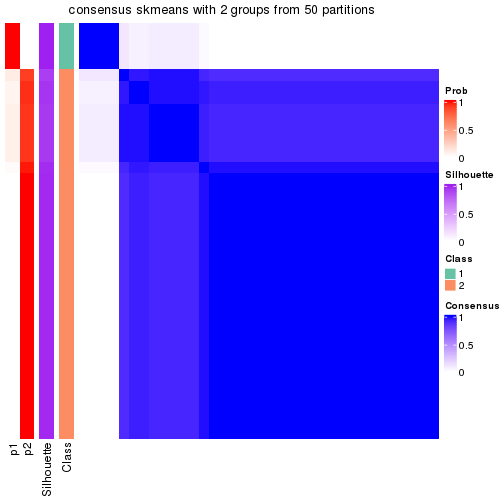 consensus skmeans with 2 groups from 50 partitions
Prob
1
0.5
0
Silhouette
1
0.5
0
Class
1
2
Consensus
1
0.5
0
p1
p2
Silhouette
Class